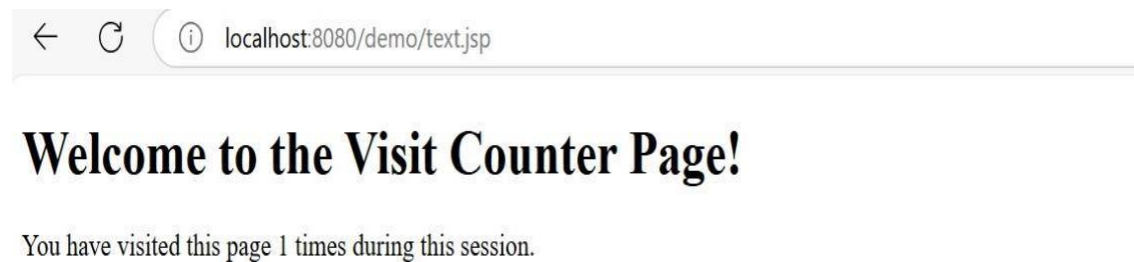 localhost:8080/demo/text.jsp
Welcome to the Visit Counter Page!
You have visited this page 1 times during this session.